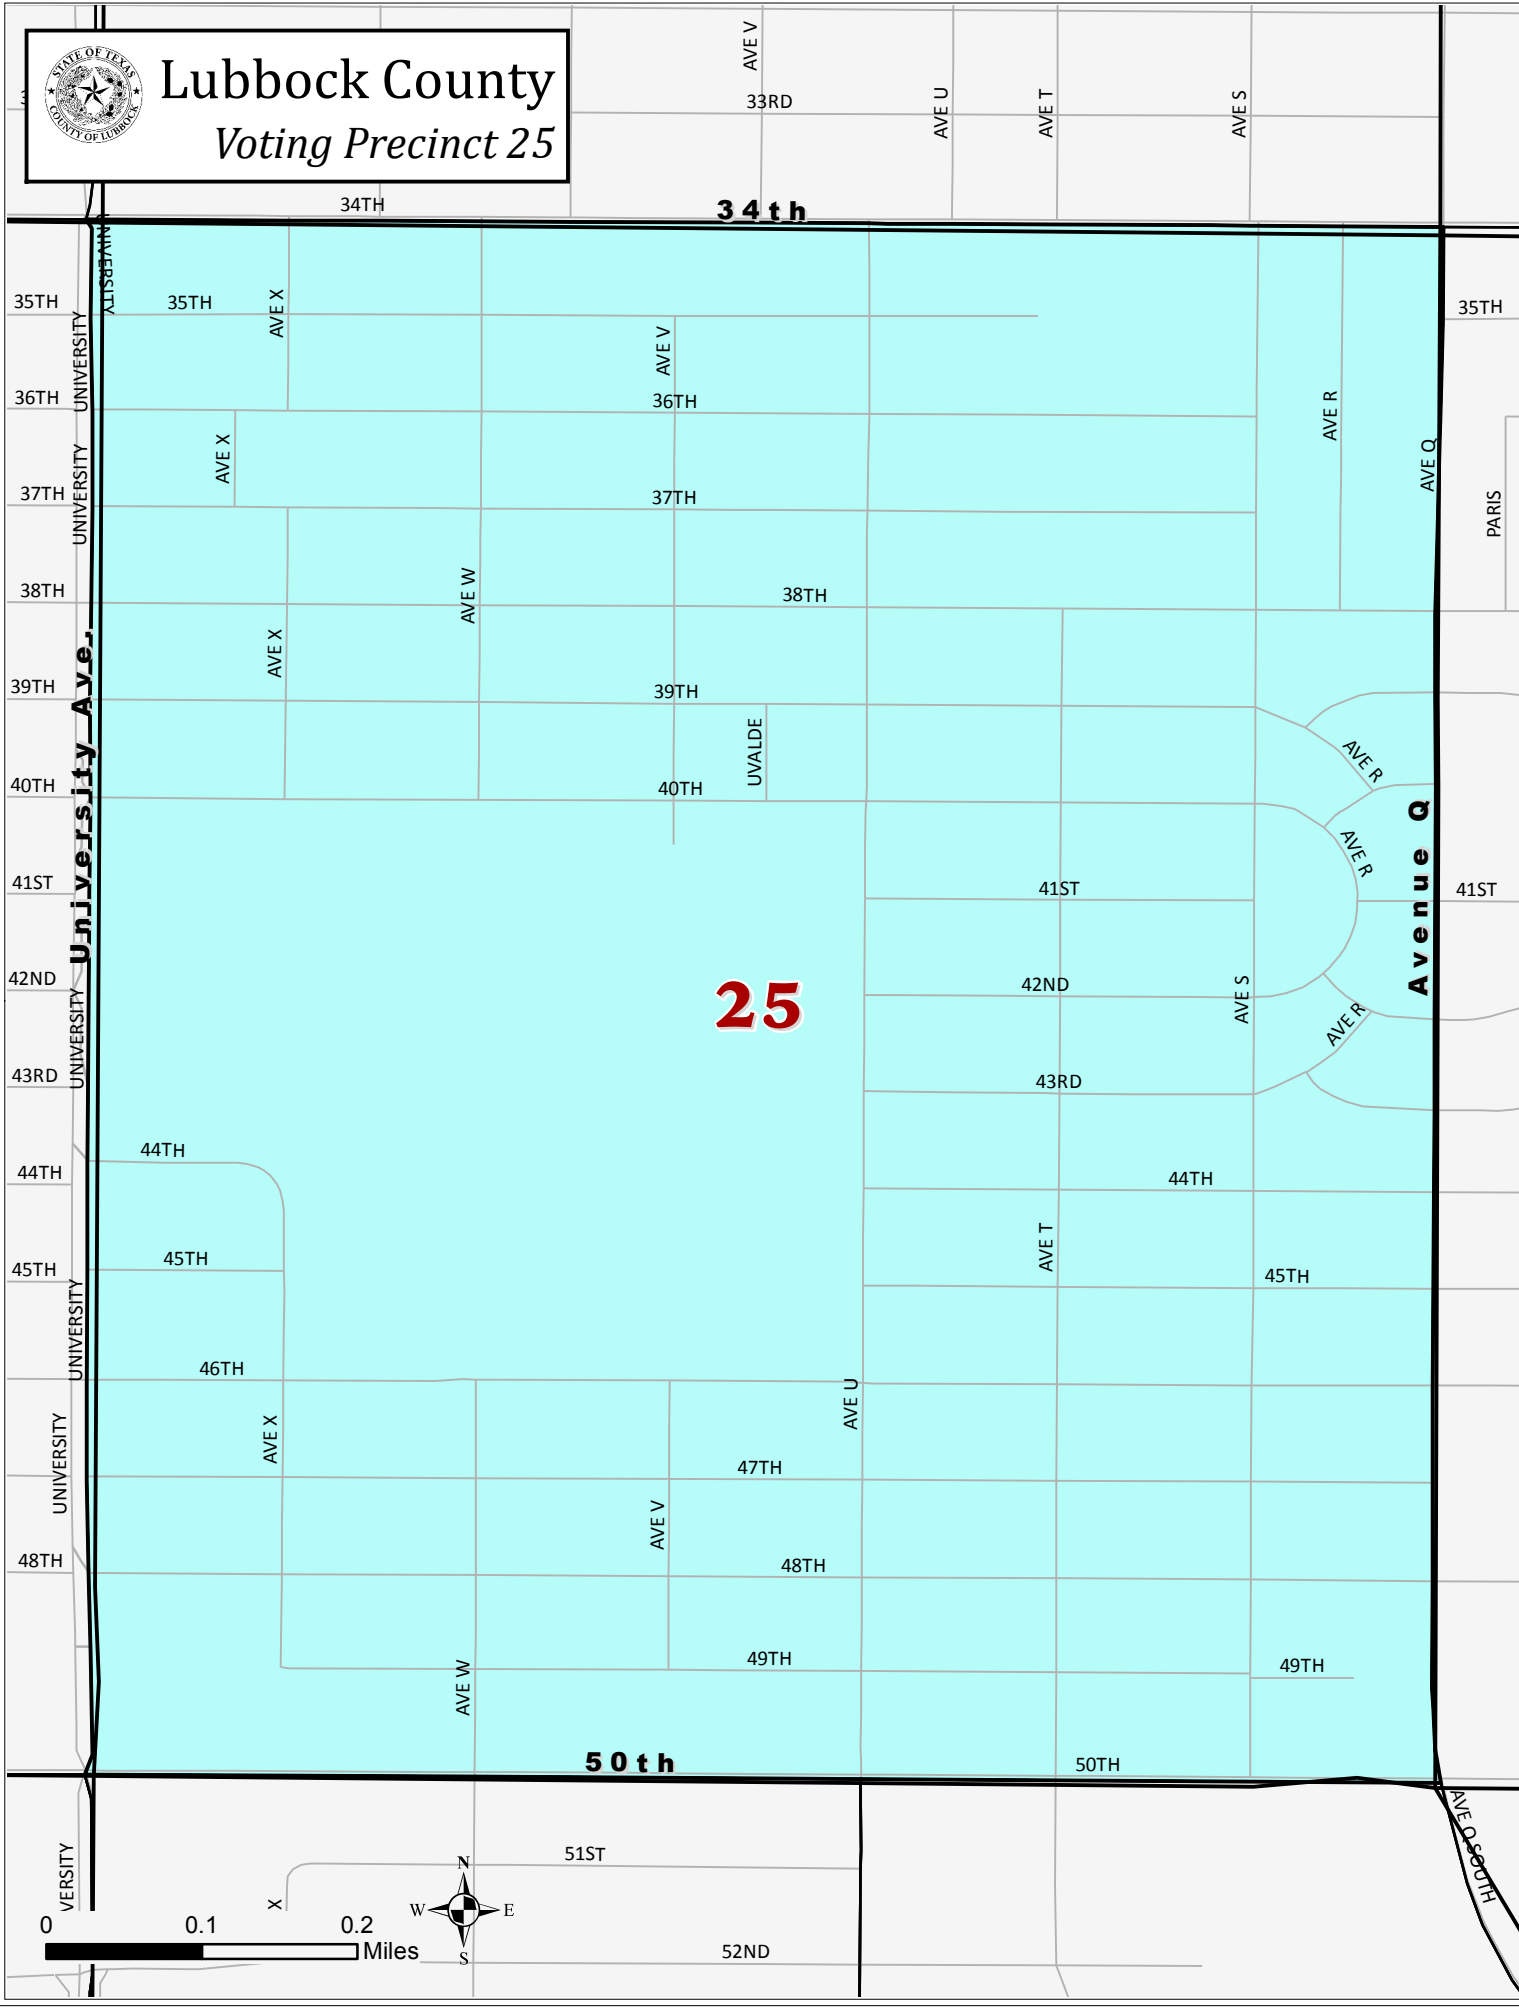 STATE OF TEXAS
COUNTY OF LUBBOCK
Lubbock County
Voting Precinct 25
AVE V
33RD
AVE U
AVE T
AVE S
34TH
34th
UNIVERSITY
35TH
35TH
AVE X
35TH
UNIVERSITY
AVE V
36TH
36TH
AVE R
AVE X
AVE Q
37TH
UNIVERSITY
37TH
PARIS
38TH
AVE W
38TH
University Ave.
AVE X
39TH
39TH
UVALDE
AVE R
40TH
40TH
Avenue Q
AVE R
41ST
41ST
41ST
42ND
25
42ND
AVE S
UNIVERSITY
AVE R
43RD
43RD
44TH
44TH
44TH
AVE T
45TH
45TH
45TH
UNIVERSITY
46TH
AVE U
UNIVERSITY
AVE X
47TH
AVE V
48TH
48TH
49TH
49TH
AVE W
50th
50TH
AVE Q SOUTH
51ST
VERSITY
X
N
W
E
S
0 0.1 0.2
Miles
52ND